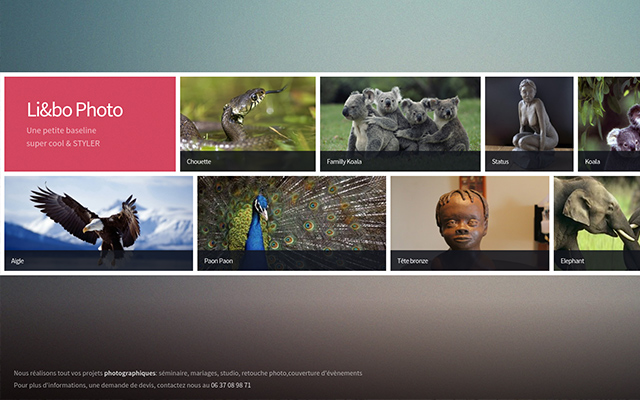 Li&bo Photo
Une petite baseline
super cool & STYLER
Chouette
Familly Koala
Status
Koala
Aigle
Paon Paon
Tête bronze
Elephant
Nous réalisons tout vos projets photographiques: séminaire, mariages, studio, retouche photo,couverture d'évènements
Pour plus d'informations, une demande de devis, contactez nous au 06 37 08 98 71